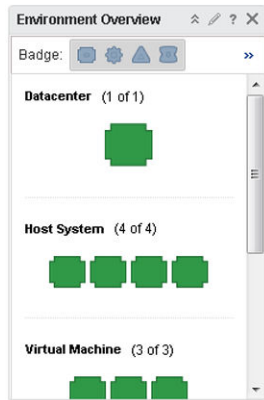 Environment Overview ?
Badge: »
Datacenter (1 of 1)
Host System (4 of 4)
Virtual Machine (3 of 3)